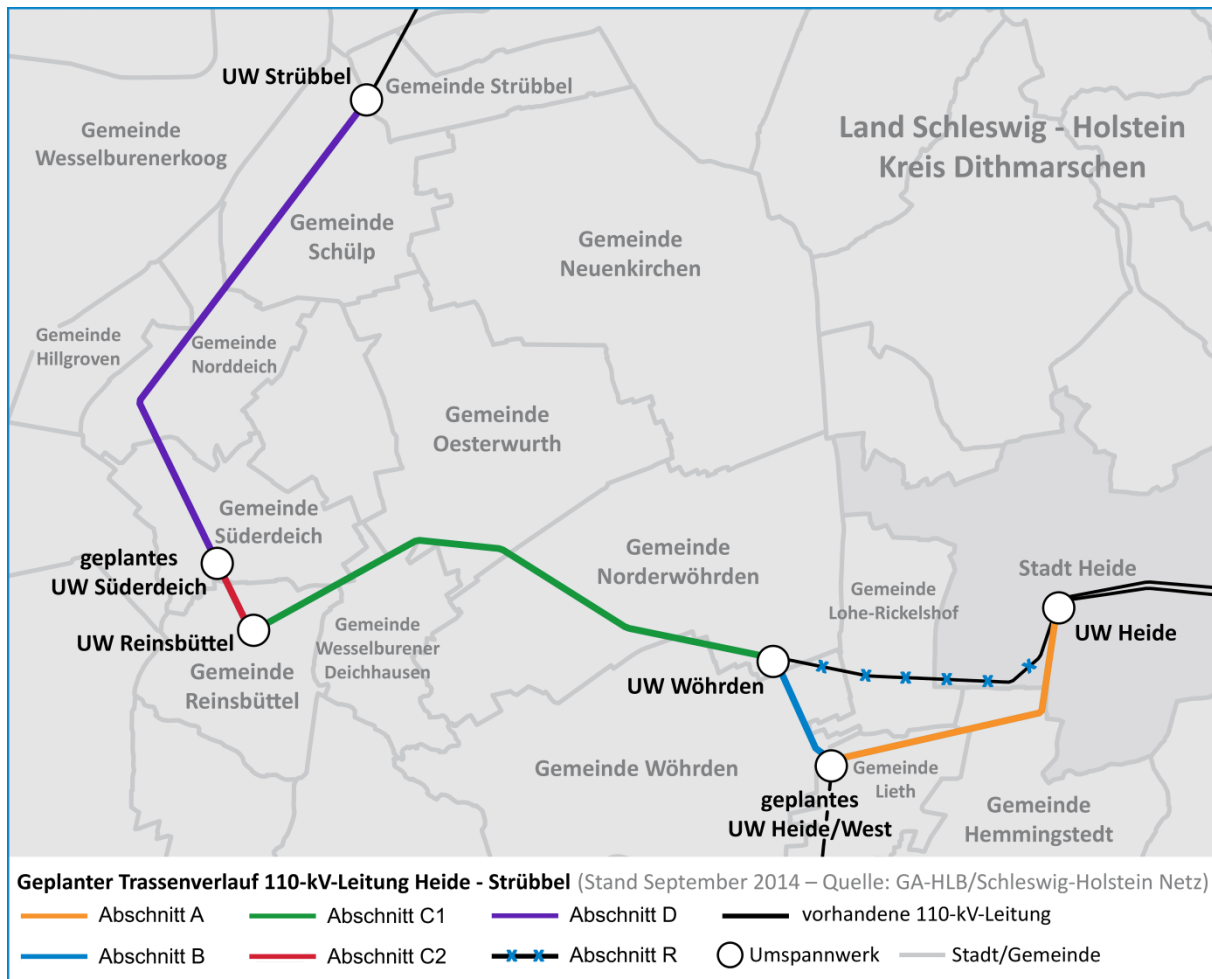 UW Strübbel
Gemeinde Strübbel
Gemeinde
Wesselburenerkoog
Land Schleswig - Holstein
Kreis Dithmarschen
Gemeinde
Schülp
Gemeinde
Neuenkirchen
Gemeinde
Hillgroven
Gemeinde
Norddeich
Gemeinde
Oesterwurth
Gemeinde
Süderdeich
geplantes
UW Süderdeich
Gemeinde
Norderwöhrden
Stadt Heide
Gemeinde
Lohe-Rickelshof
UW Heide
UW Reinsbüttel
Gemeinde
Wesselburener
Deichhausen
Gemeinde
Reinsbüttel
UW Wöhrden
Gemeinde Wöhrden
Gemeinde
Lieth
geplantes
UW Heide/West
Gemeinde
Hemmingstedt
Geplanter Trassenverlauf 110-kV-Leitung Heide - Strübbel (Stand September 2014 – Quelle: GA-HLB/Schleswig-Holstein Netz)
Abschnitt A
Abschnitt C1
Abschnitt D
vorhandene 110-kV-Leitung
Abschnitt B
Abschnitt C2
Abschnitt R
Umspannwerk
Stadt/Gemeinde